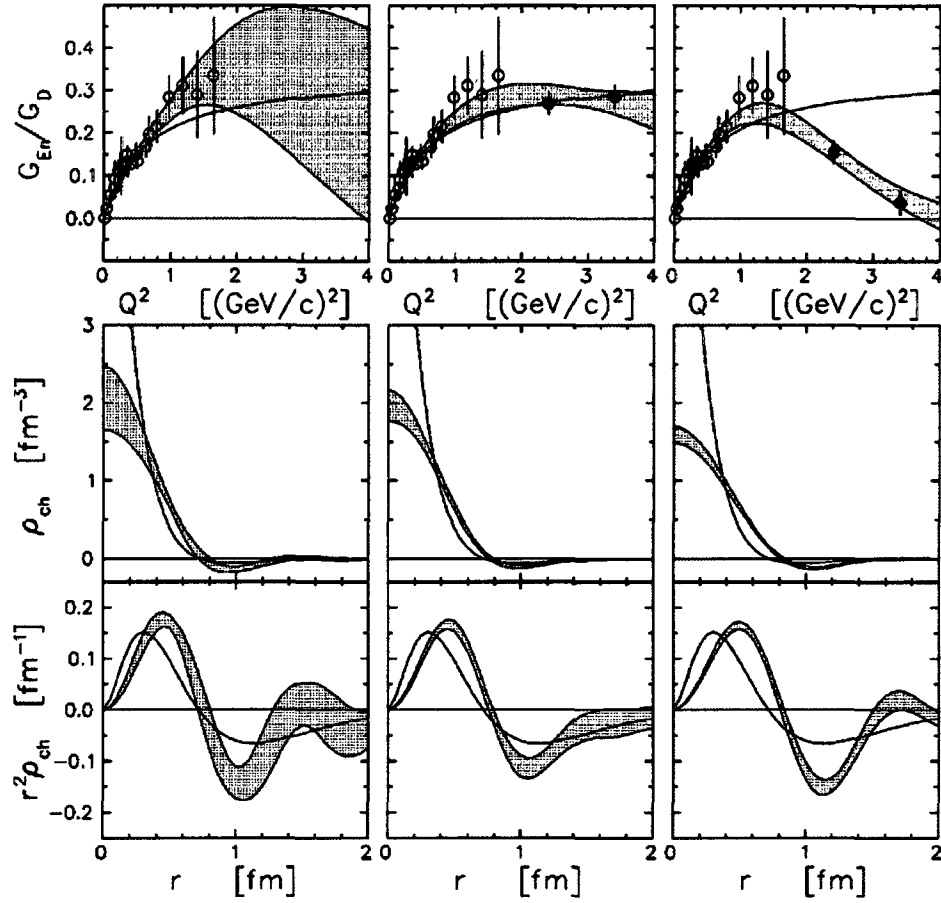 G_En/G_D
0.4
0.3
0.2
0.1
0.0
0 1 2 3 4
0 1 2 3 4
0 1 2 3 4
Q² [(GeV/c)²]
Q² [(GeV/c)²]
Q² [(GeV/c)²]
ρ_ch [fm⁻³]
3
2
1
0
r²ρ_ch [fm⁻¹]
0.2
0.1
0.0
−0.1
−0.2
0 1 2
0 1 2
0 1 2
r [fm]
r [fm]
r [fm]